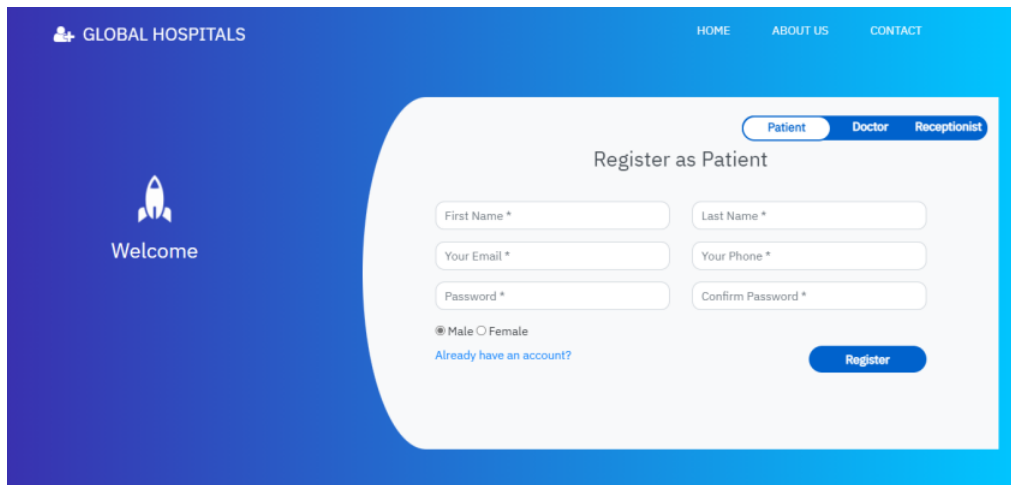 GLOBAL HOSPITALS
HOME ABOUT US CONTACT
Patient Doctor Receptionist
Register as Patient
Welcome
First Name * Last Name *
Your Email * Your Phone *
Password * Confirm Password *
Male Female
Already have an account?
Register